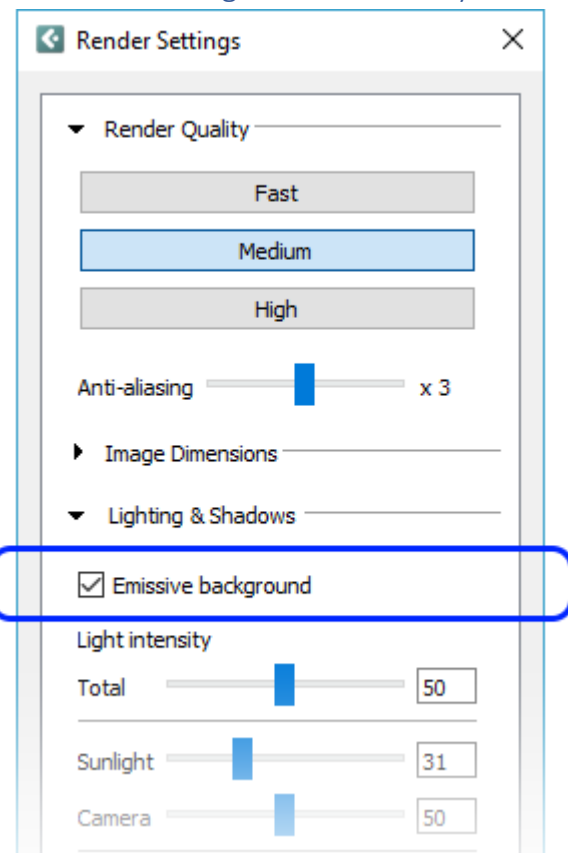 Render Settings
Render Quality
Fast
Medium
High
Anti-aliasing x 3
Image Dimensions
Lighting & Shadows
Emissive background
Light intensity
Total 50
Sunlight 31
Camera 50